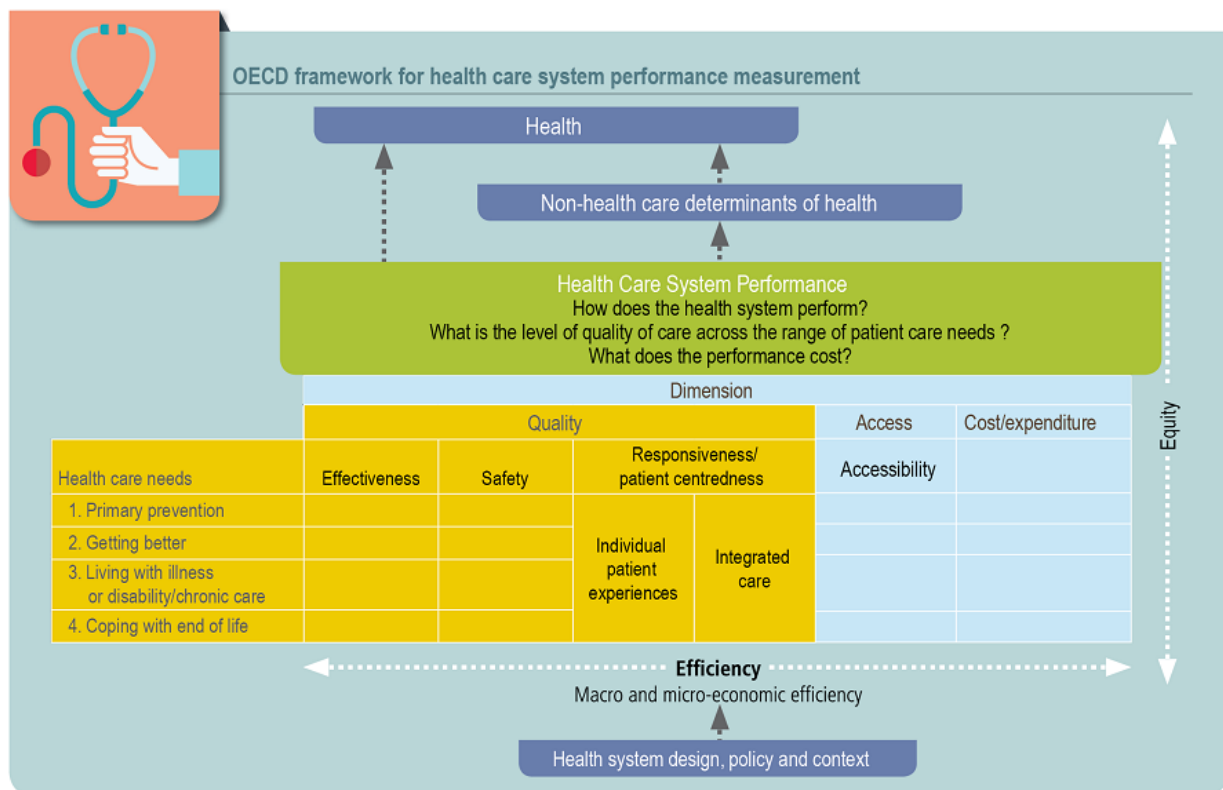 OECD framework for health care system performance measurement
Health
Non-health care determinants of health
Health Care System Performance
How does the health system perform?
What is the level of quality of care across the range of patient care needs ?
What does the performance cost?
Dimension
Quality
Access
Cost/expenditure
Health care needs
Effectiveness
Safety
Responsiveness/
patient centredness
Accessibility
1. Primary prevention
2. Getting better
3. Living with illness
or disability/chronic care
4. Coping with end of life
Individual
patient
experiences
Integrated
care
Equity
Efficiency
Macro and micro-economic efficiency
Health system design, policy and context